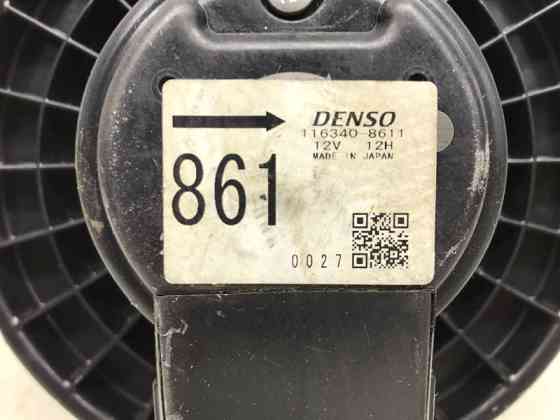 DENSO
116340-8611
12V 12H
MADE IN JAPAN
861
0027